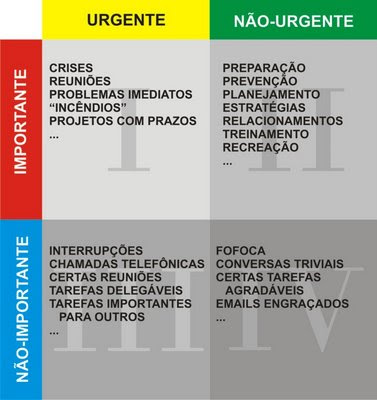 URGENTE
NÃO-URGENTE
IMPORTANTE
CRISES
REUNIÕES
PROBLEMAS IMEDIATOS
“INCÊNDIOS”
PROJETOS COM PRAZOS
...
I
PREPARAÇÃO
PREVENÇÃO
PLANEJAMENTO
ESTRATÉGIAS
RELACIONAMENTOS
TREINAMENTO
RECREAÇÃO
...
II
NÃO-IMPORTANTE
INTERRUPÇÕES
CHAMADAS TELEFÔNICAS
CERTAS REUNIÕES
TAREFAS DELEGÁVEIS
TAREFAS IMPORTANTES
PARA OUTROS
...
III
FOFOCA
CONVERSAS TRIVIAIS
CERTAS TAREFAS
AGRADÁVEIS
EMAILS ENGRAÇADOS
...
IV